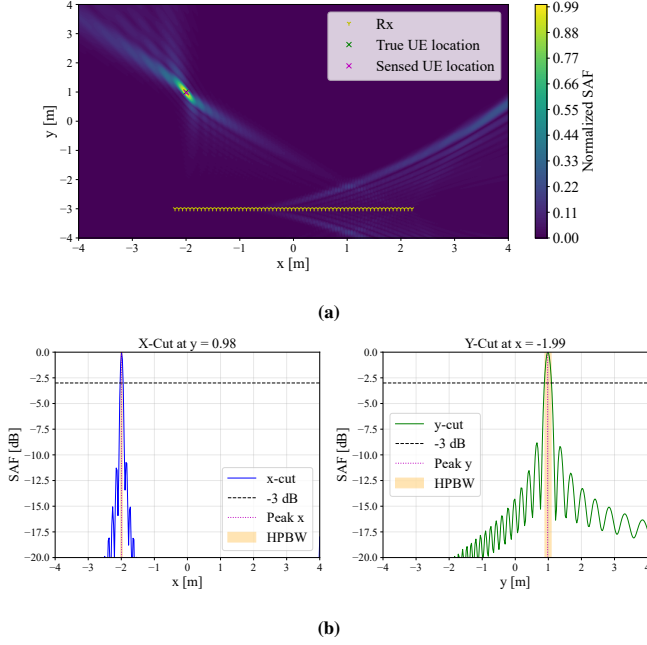 4
3
2
1
0
−1
−2
−3
4
y [m]
−4 −3 −2 −1 0 1 2 3 4
x [m]
Rx
True UE location
Sensed UE location
0.99
0.88
0.77
0.66
0.55
0.44
0.33
0.22
0.11
0.00
Normalized SAF
(a)
X-Cut at y = 0.98
0.0
−2.5
−5.0
−7.5
−10.0
−12.5
−15.0
−17.5
−20.0
SAF [dB]
x-cut
-3 dB
Peak x
HPBW
−4 −3 −2 −1 0 1 2 3 4
x [m]
Y-Cut at x = -1.99
0.0
−2.5
−5.0
−7.5
−10.0
−12.5
−15.0
−17.5
−20.0
SAF [dB]
y-cut
-3 dB
Peak y
HPBW
−4 −3 −2 −1 0 1 2 3 4
y [m]
(b)